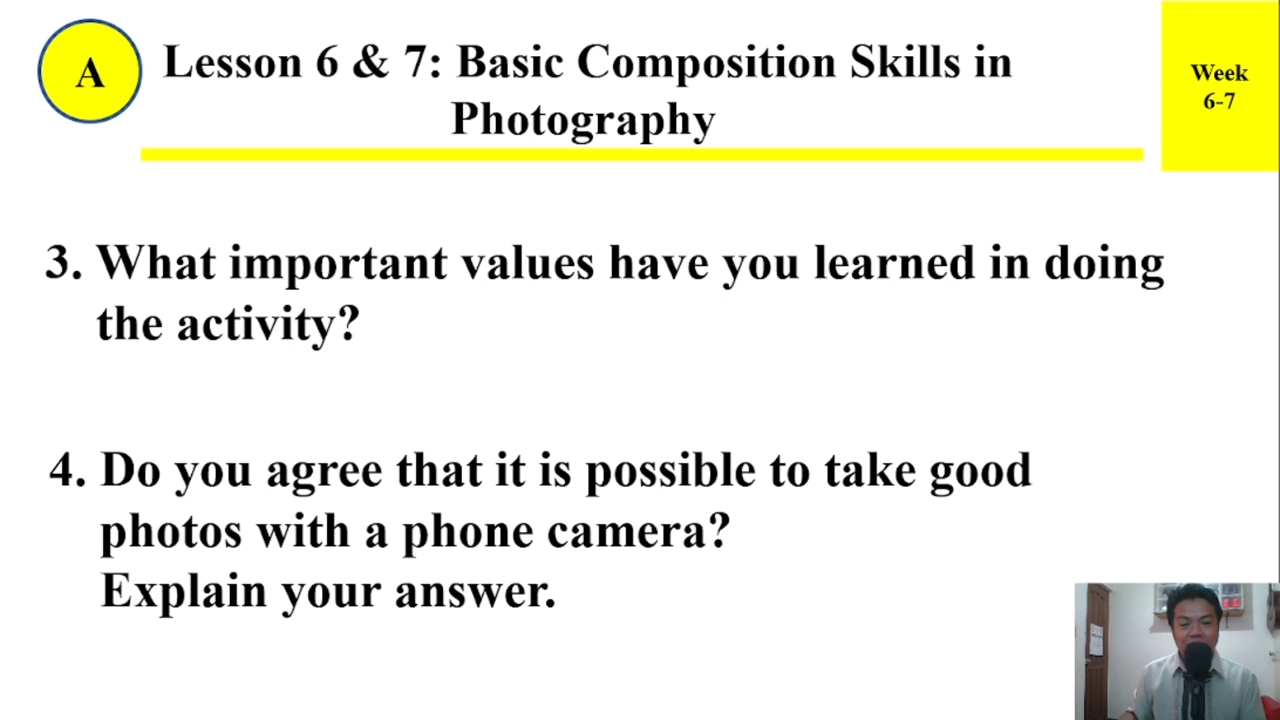 A
Lesson 6 & 7: Basic Composition Skills in
Photography
Week
6-7
3. What important values have you learned in doing
the activity?
4. Do you agree that it is possible to take good
photos with a phone camera?
Explain your answer.